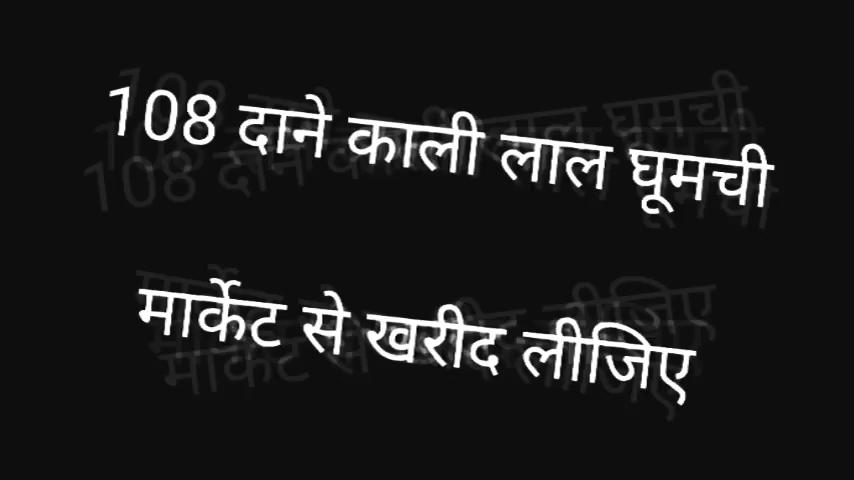 108 दाने काली लाल घूमची
मार्केट से खरीद लीजिए